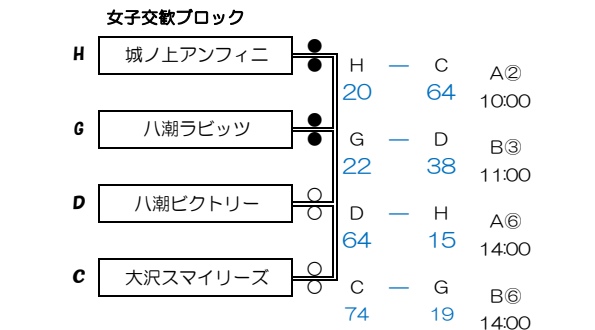 女子交歓ブロック
H 城ノ上アンフィニ ●
●
H — C A②
20 64 10:00
G 八潮ラビッツ ●
●
G — D B③
22 38 11:00
D 八潮ビクトリー ○
○
D — H A⑥
64 15 14:00
C 大沢スマイリーズ ○
○
C — G B⑥
74 19 14:00